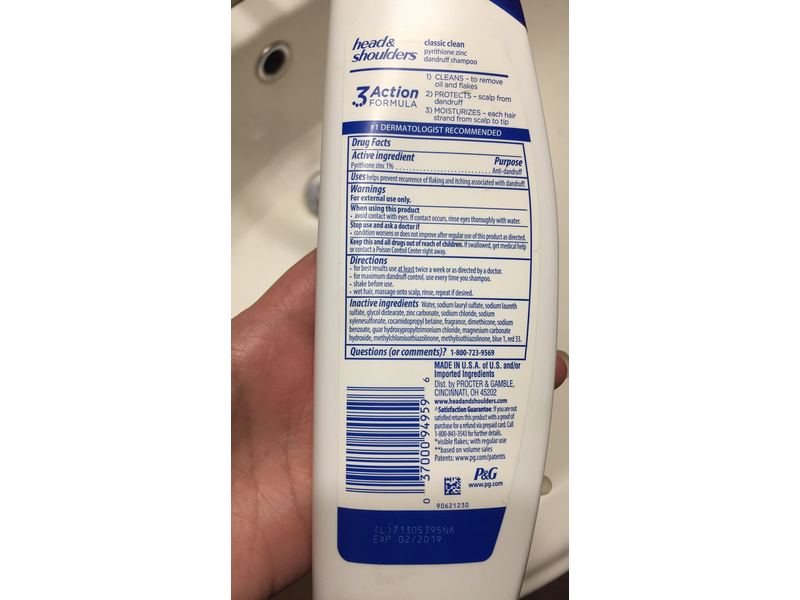 head&
shoulders
classic clean
pyrithione zinc
dandruff shampoo
3 Action
FORMULA
1) CLEANS – to remove
oil and flakes
2) PROTECTS – scalp from
dandruff
3) MOISTURIZES – each hair
strand from scalp to tip
#1 DERMATOLOGIST RECOMMENDED
Drug Facts
Active ingredient Purpose
Pyrithione zinc 1% Anti-dandruff
Uses helps prevent recurrence of flaking and itching associated with dandruff.
Warnings
For external use only.
When using this product
• avoid contact with eyes. If contact occurs, rinse eyes thoroughly with water.
Stop use and ask a doctor if
• condition worsens or does not improve after regular use of this product as directed.
Keep this and all drugs out of reach of children. If swallowed, get medical help
or contact a Poison Control Center right away.
Directions
• for best results use at least twice a week or as directed by a doctor.
• for maximum dandruff control, use every time you shampoo.
• shake before use.
• wet hair, massage onto scalp, rinse, repeat if desired.
Inactive ingredients Water, sodium lauryl sulfate, sodium laureth
sulfate, glycol distearate, zinc carbonate, sodium chloride, sodium
xylenesulfonate, cocamidopropyl betaine, fragrance, dimethicone, sodium
benzoate, guar hydroxypropyltrimonium chloride, magnesium carbonate
hydroxide, methylchloroisothiazolinone, methylisothiazolinone, blue 1, red 33.
Questions (or comments)? 1-800-723-9569
MADE IN U.S.A. of U.S. and/or
Imported Ingredients
Dist. by PROCTER & GAMBLE,
CINCINNATI, OH 45202
www.headandshoulders.com
^Satisfaction Guarantee: If you are not
satisfied return this product with a proof of
purchase for a refund via prepaid card. Call
1-800-843-3543 for further details.
*visible flakes; with regular use
**based on volume sales
Patents: www.pg.com/patents
P&G
www.pg.com
0 37000 94959 6
90621230
(L)71305395NA
EXP 02/2019